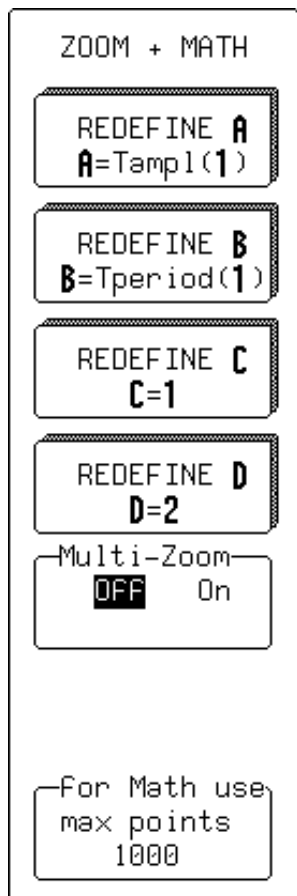 ZOOM + MATH
REDEFINE A
A=Tampl(1)
REDEFINE B
B=Tperiod(1)
REDEFINE C
C=1
REDEFINE D
D=2
Multi-Zoom
OFF On
For Math use
max points
1000